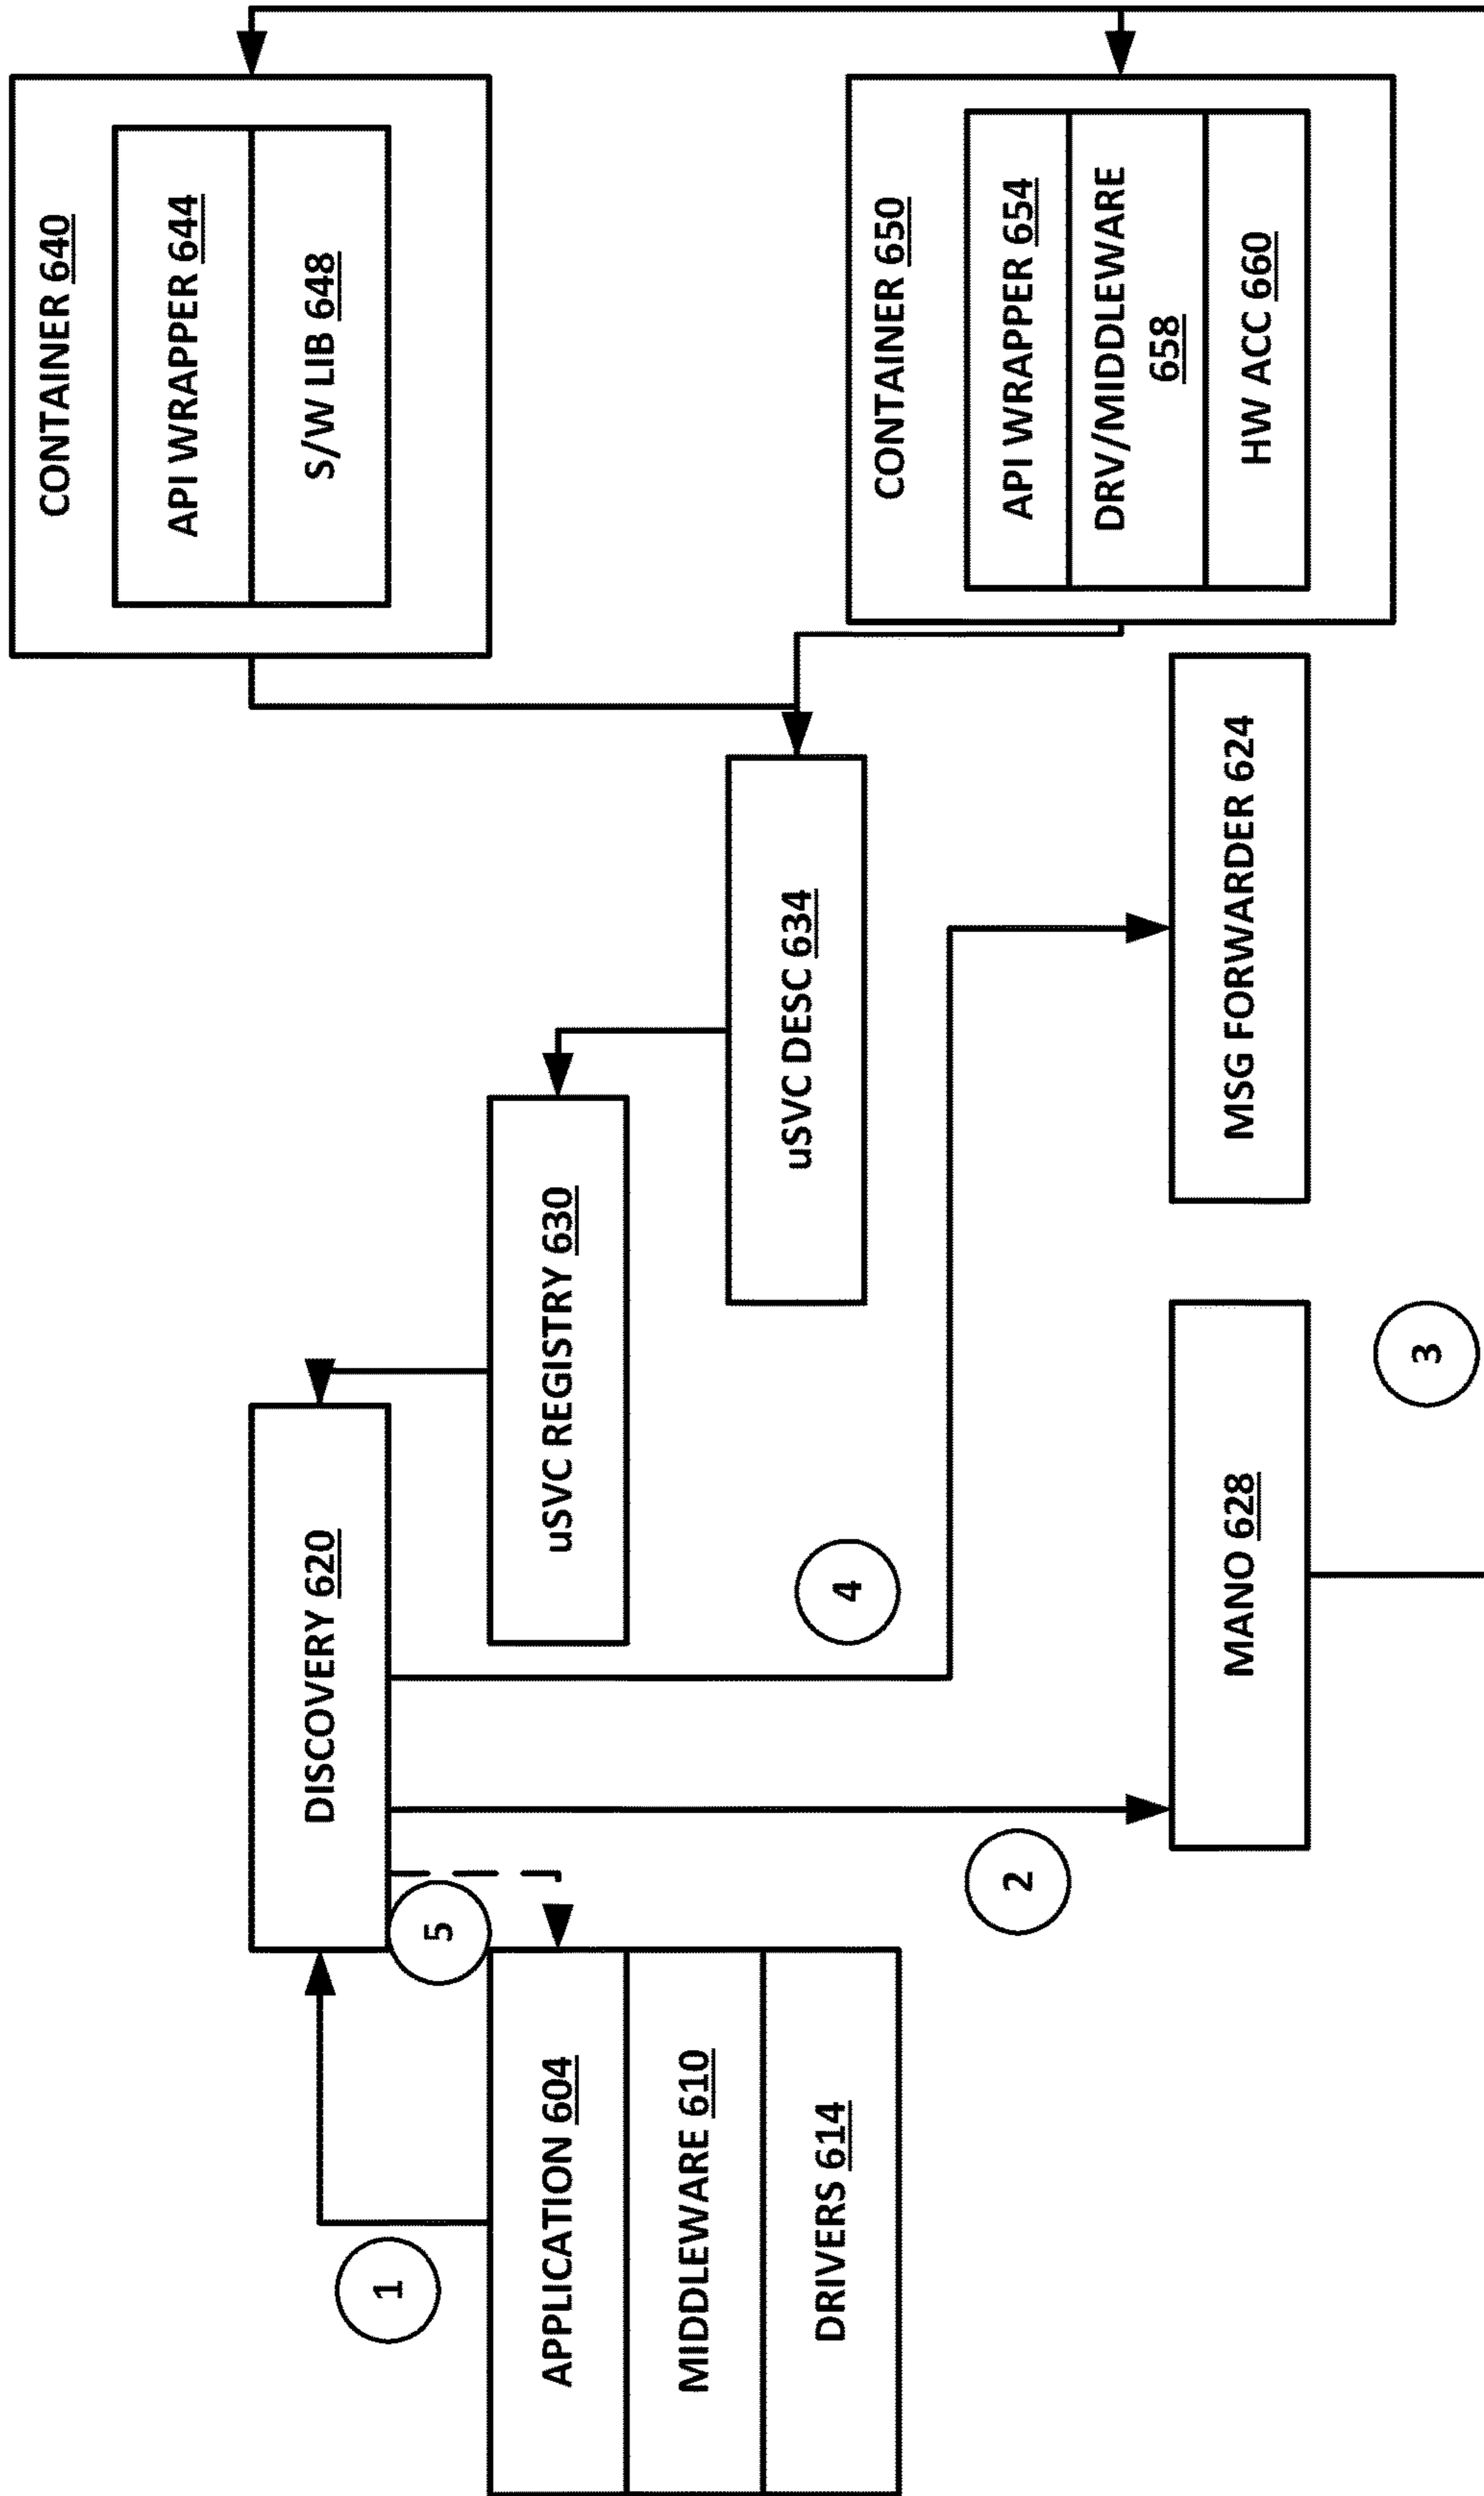 1
APPLICATION 604
MIDDLEWARE 610
DRIVERS 614
5
DISCOVERY 620
2
4
uSVC REGISTRY 630
uSVC DESC 634
MANO 628
3
MSG FORWARDER 624
CONTAINER 640
API WRAPPER 644
S/W LIB 648
CONTAINER 650
API WRAPPER 654
DRV/MIDDLEWARE
658
HW ACC 660